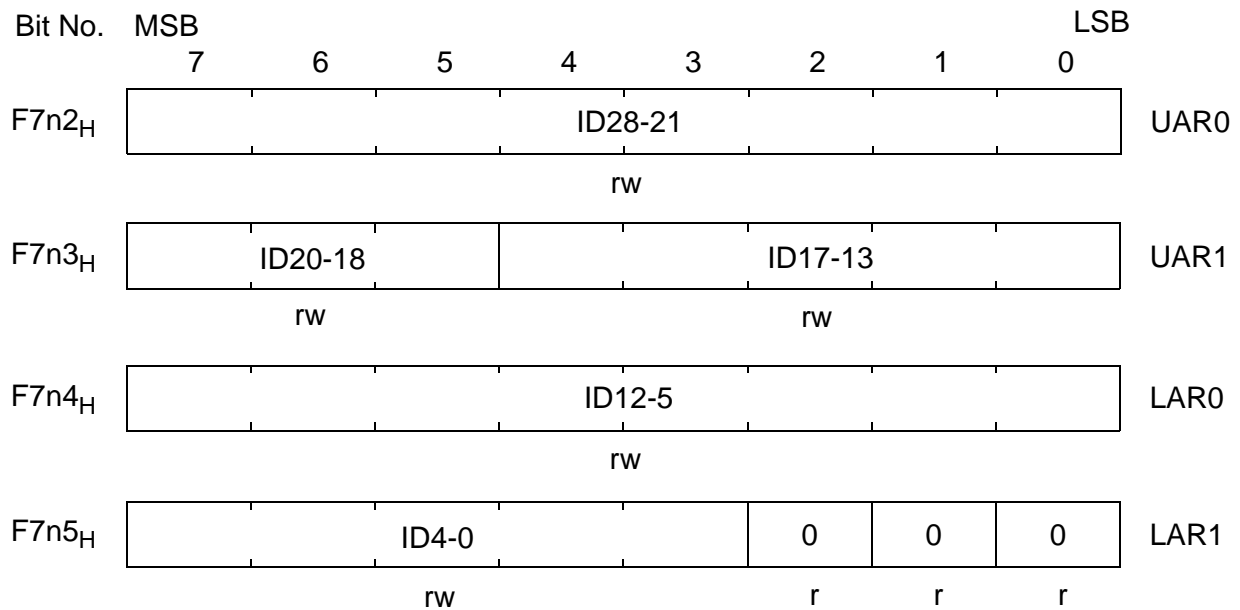 Bit No. MSB LSB
7 6 5 4 3 2 1 0
F7n2H ID28-21 UAR0
rw
F7n3H ID20-18 ID17-13 UAR1
rw rw
F7n4H ID12-5 LAR0
rw
F7n5H ID4-0 0 0 0 LAR1
rw r r r